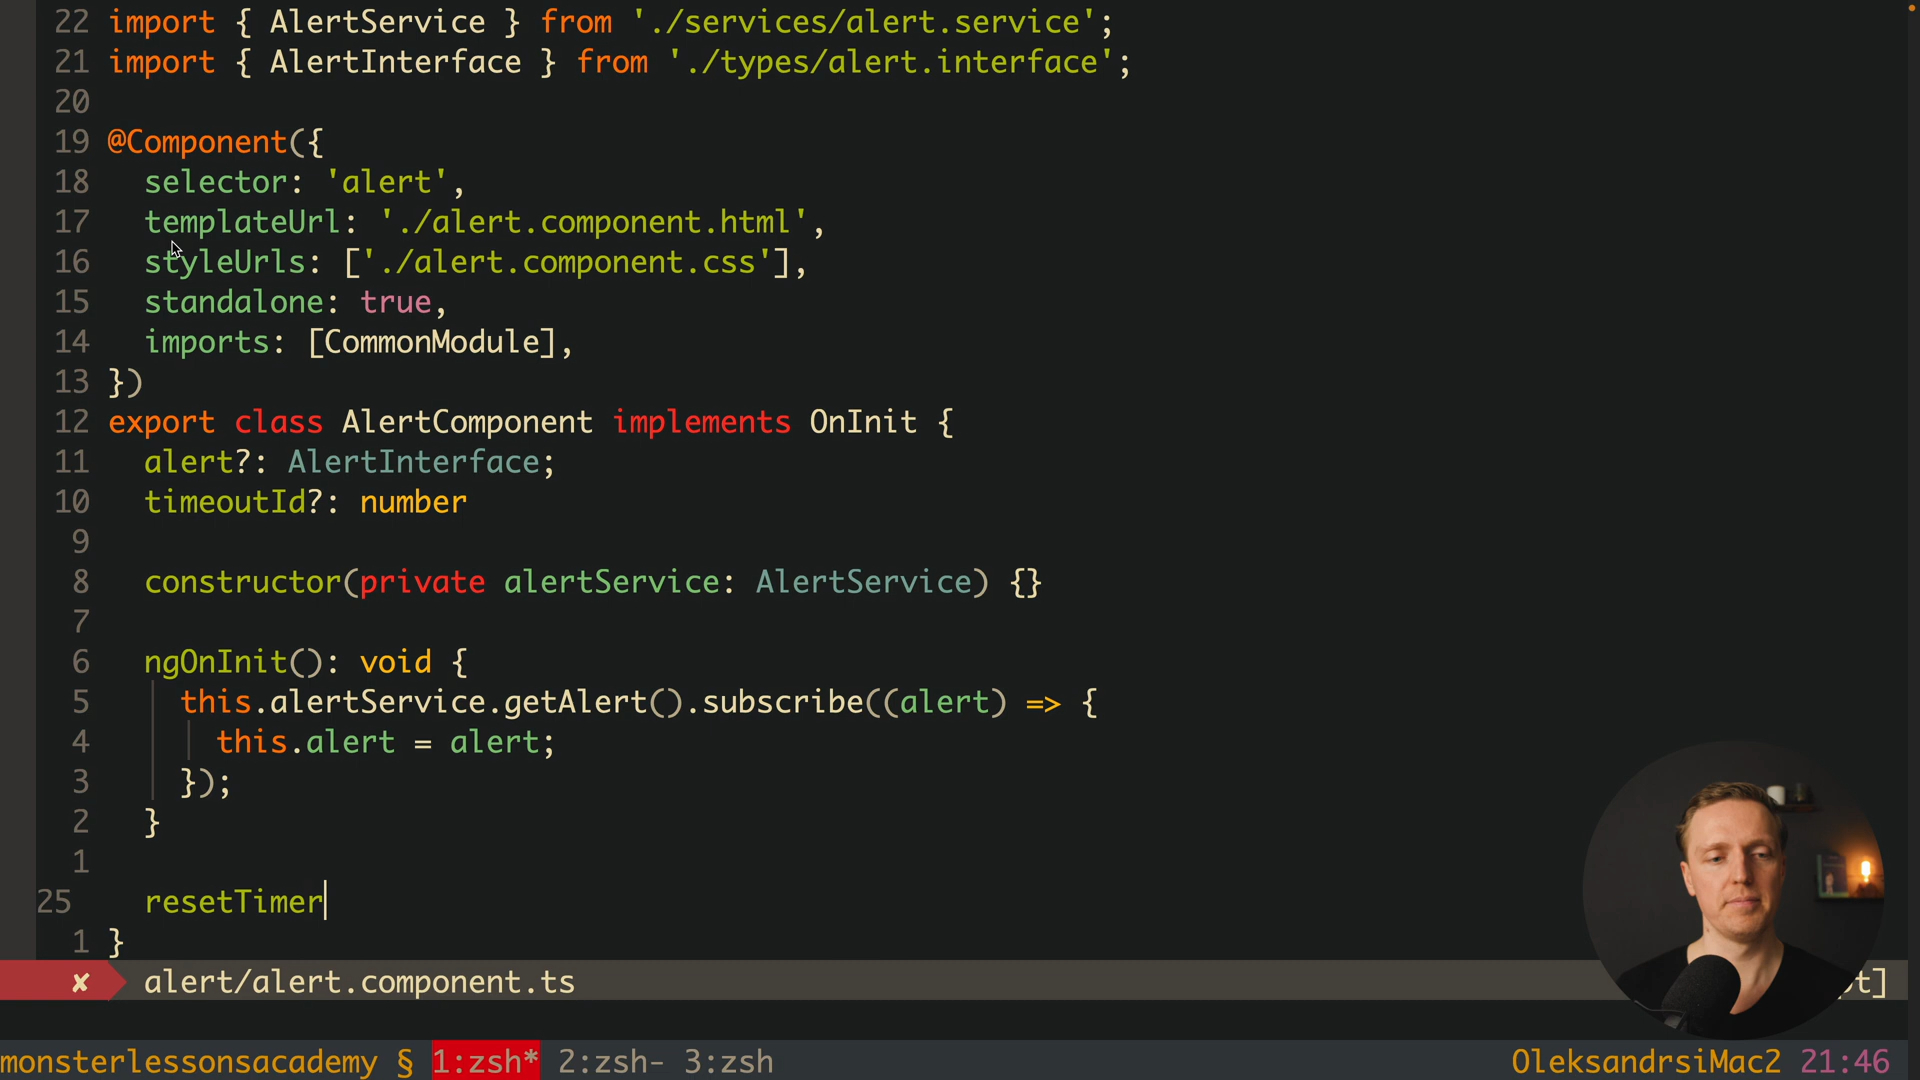 22 import { AlertService } from './services/alert.service';
21 import { AlertInterface } from './types/alert.interface';
20
19 @Component({
18 selector: 'alert',
17 templateUrl: './alert.component.html',
16 styleUrls: ['./alert.component.css'],
15 standalone: true,
14 imports: [CommonModule],
13 })
12 export class AlertComponent implements OnInit {
11 alert?: AlertInterface;
10 timeoutId?: number
9
8 constructor(private alertService: AlertService) {}
7
6 ngOnInit(): void {
5 this.alertService.getAlert().subscribe((alert) => {
4 this.alert = alert;
3 });
2 }
1
25 resetTimer
1 }
✘ alert/alert.component.ts
monsterlessonsacademy § 1:zsh* 2:zsh- 3:zsh OleksandrsiMac2 21:46